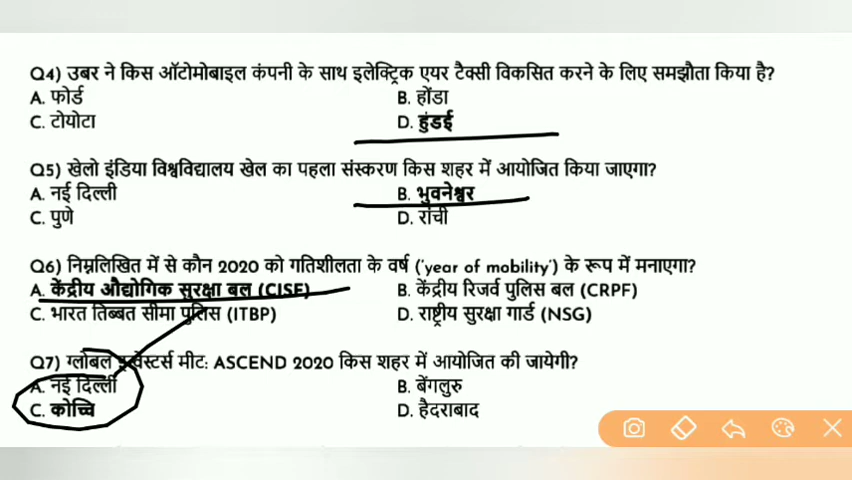 Q4) उबर ने किस ऑटोमोबाइल कंपनी के साथ इलेक्ट्रिक एयर टैक्सी विकसित करने के लिए समझौता किया है?
A. फोर्ड B. होंडा
C. टोयोटा D. हुंडई
Q5) खेलो इंडिया विश्वविद्यालय खेल का पहला संस्करण किस शहर में आयोजित किया जाएगा?
A. नई दिल्ली B. भुवनेश्वर
C. पुणे D. रांची
Q6) निम्नलिखित में से कौन 2020 को गतिशीलता के वर्ष ('year of mobility') के रूप में मनाएगा?
A. केंद्रीय औद्योगिक सुरक्षा बल (CISF) B. केंद्रीय रिजर्व पुलिस बल (CRPF)
C. भारत तिब्बत सीमा पुलिस (ITBP) D. राष्ट्रीय सुरक्षा गार्ड (NSG)
Q7) ग्लोबल इन्वेस्टर्स मीट: ASCEND 2020 किस शहर में आयोजित की जायेगी?
A. नई दिल्ली B. बेंगलुरु
C. कोच्चि D. हैदराबाद